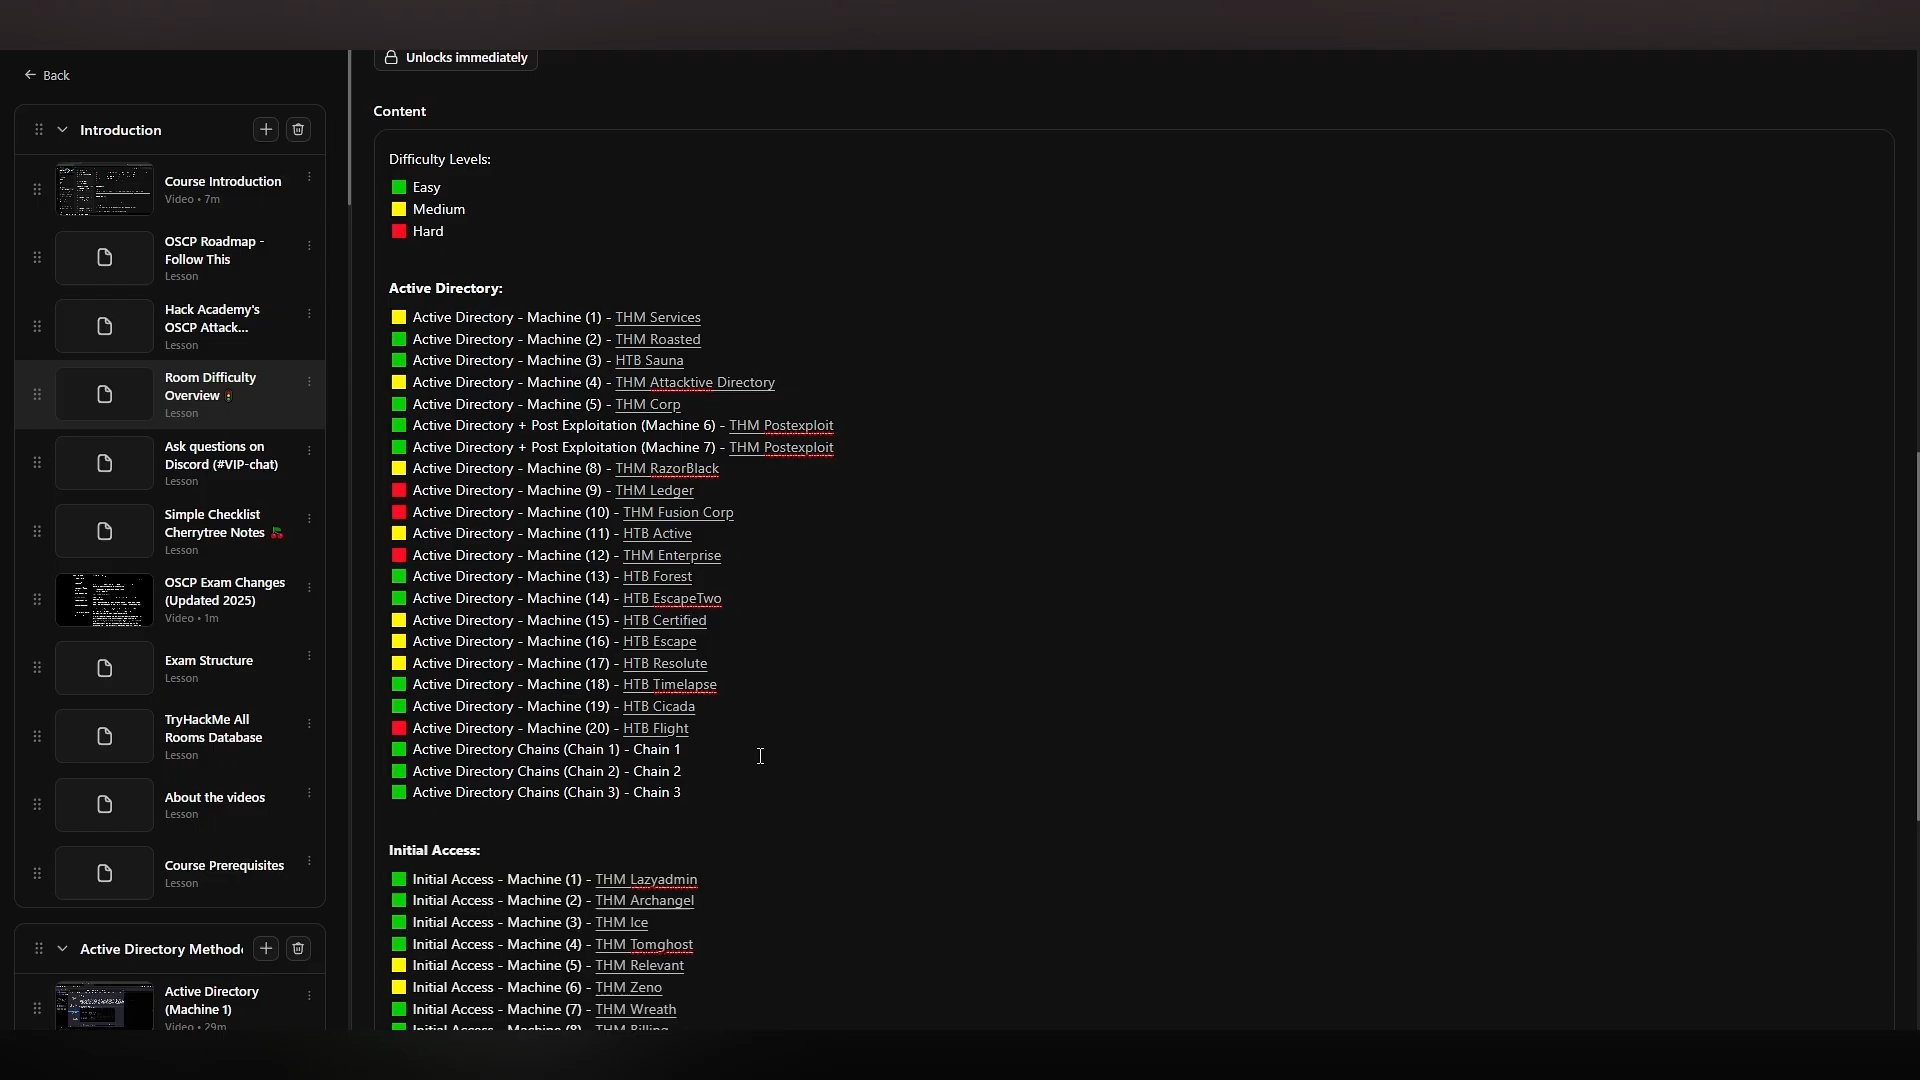 Back
Introduction
Course Introduction
Video • 7m
OSCP Roadmap -
Follow This
Lesson
Hack Academy's
OSCP Attack...
Lesson
Room Difficulty
Overview 🚦
Lesson
Ask questions on
Discord (#VIP-chat)
Lesson
Simple Checklist
Cherrytree Notes 🍒
Lesson
OSCP Exam Changes
(Updated 2025)
Video • 1m
Exam Structure
Lesson
TryHackMe All
Rooms Database
Lesson
About the videos
Lesson
Course Prerequisites
Lesson
Active Directory
Active Directory
(Machine 1)
Video • 29m
Unlocks immediately
Content
Difficulty Levels:
Easy
Medium
Hard
Active Directory:
Active Directory - Machine (1) - THM Services
Active Directory - Machine (2) - THM Roasted
Active Directory - Machine (3) - HTB Sauna
Active Directory - Machine (4) - THM Attacktive Directory
Active Directory - Machine (5) - THM Corp
Active Directory + Post Exploitation (Machine 6) - THM Postexploit
Active Directory + Post Exploitation (Machine 7) - THM Postexploit
Active Directory - Machine (8) - THM RazorBlack
Active Directory - Machine (9) - THM Ledger
Active Directory - Machine (10) - THM Fusion Corp
Active Directory - Machine (11) - HTB Active
Active Directory - Machine (12) - THM Enterprise
Active Directory - Machine (13) - HTB Forest
Active Directory - Machine (14) - HTB EscapeTwo
Active Directory - Machine (15) - HTB Certified
Active Directory - Machine (16) - HTB Escape
Active Directory - Machine (17) - HTB Resolute
Active Directory - Machine (18) - HTB Timelapse
Active Directory - Machine (19) - HTB Cicada
Active Directory - Machine (20) - HTB Flight
Active Directory Chains (Chain 1) - Chain 1
Active Directory Chains (Chain 2) - Chain 2
Active Directory Chains (Chain 3) - Chain 3
Initial Access:
Initial Access - Machine (1) - THM Lazyadmin
Initial Access - Machine (2) - THM Archangel
Initial Access - Machine (3) - THM Ice
Initial Access - Machine (4) - THM Tomghost
Initial Access - Machine (5) - THM Relevant
Initial Access - Machine (6) - THM Zeno
Initial Access - Machine (7) - THM Wreath
Initial Access - Machine (8) - THM Billing